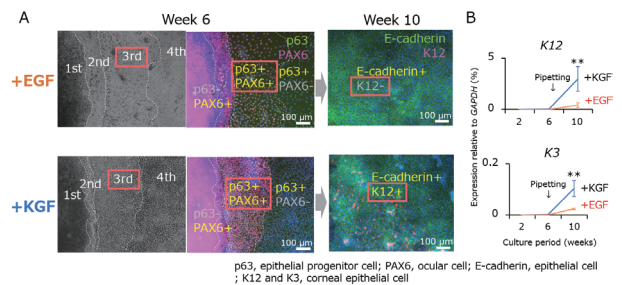 A
Week 6
Week 10
B
+EGF
1st
2nd
3rd
4th
p63
PAX6
p63+
PAX6+
p63+
PAX6-
p63-
PAX6+
100 µm
E-cadherin
K12
E-cadherin+
K12-
100 µm
+KGF
1st
2nd
3rd
4th
p63+
PAX6+
p63+
PAX6-
p63-
PAX6+
100 µm
E-cadherin+
K12+
100 µm
Expression relative to GAPDH (%)
K12
5
0
Pipetting
**
+KGF
+EGF
2 6 10
K3
0.2
0
Pipetting
**
+KGF
+EGF
2 6 10
Culture period (weeks)
p63, epithelial progenitor cell; PAX6, ocular cell; E-cadherin, epithelial cell
; K12 and K3, corneal epithelial cell